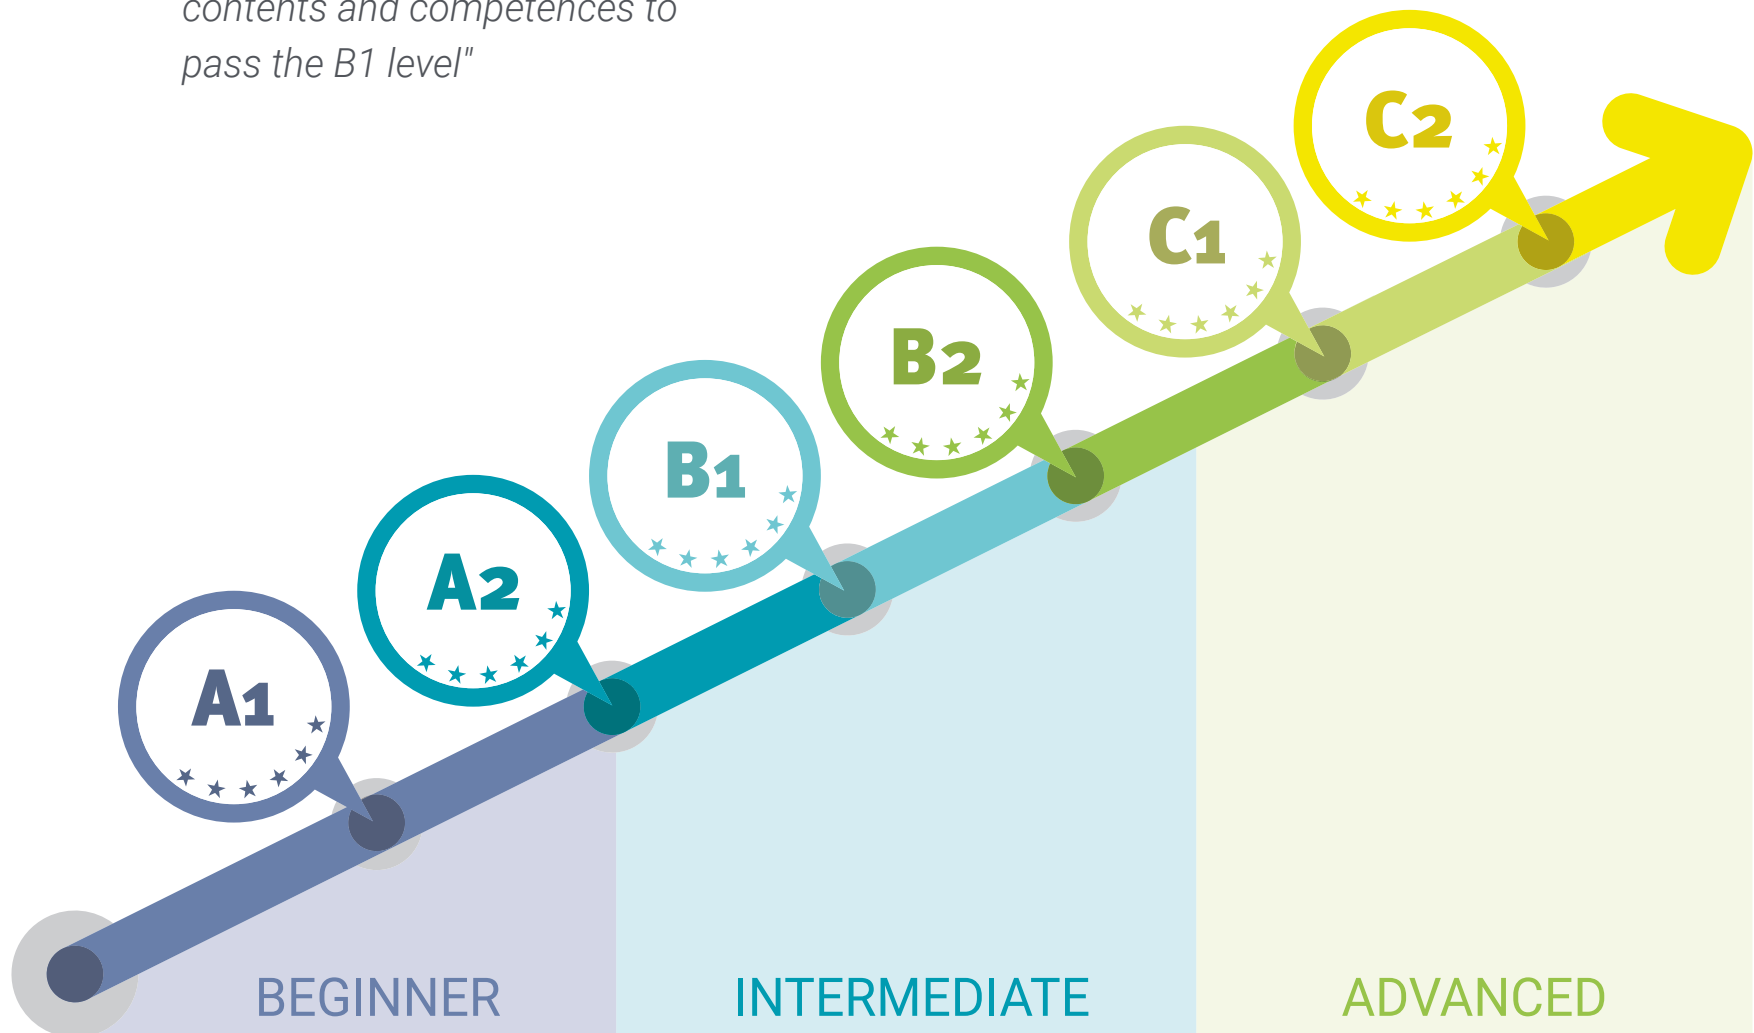 contents and competences to
pass the B1 level"
C2
C1
B2
B1
A2
A1
BEGINNER INTERMEDIATE ADVANCED